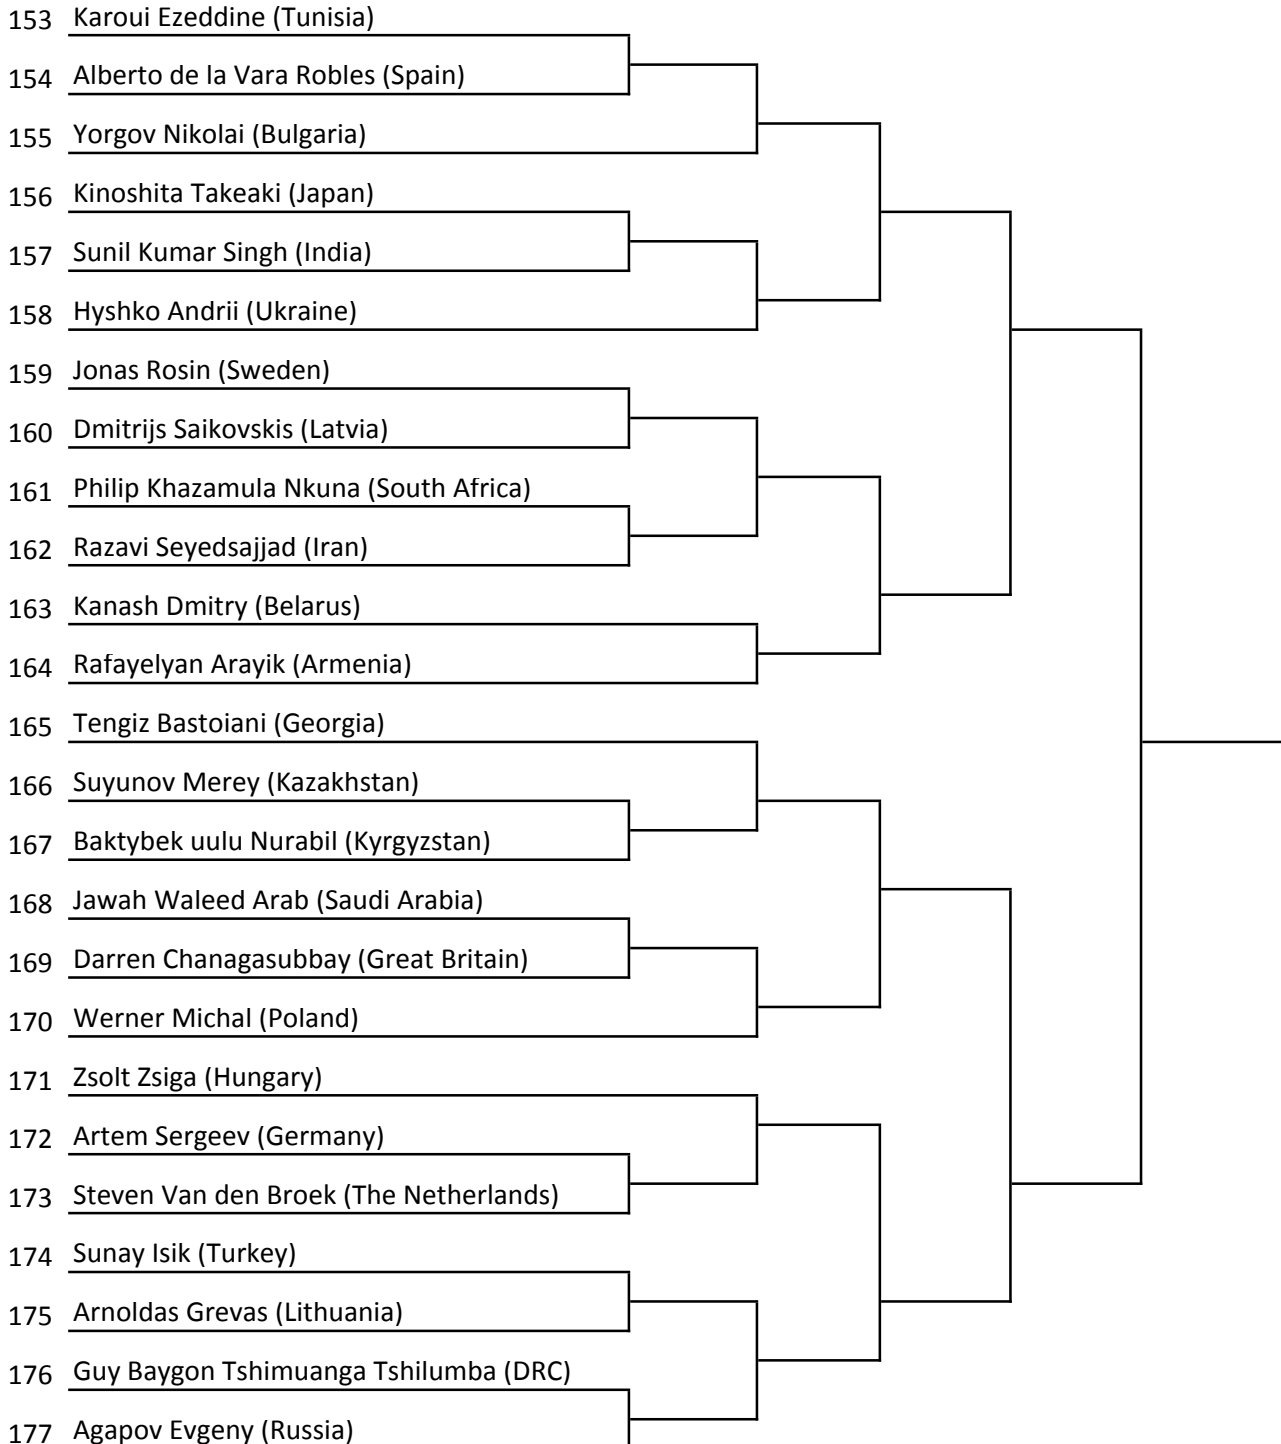 153 Karoui Ezeddine (Tunisia)
154 Alberto de la Vara Robles (Spain)
155 Yorgov Nikolai (Bulgaria)
156 Kinoshita Takeaki (Japan)
157 Sunil Kumar Singh (India)
158 Hyshko Andrii (Ukraine)
159 Jonas Rosin (Sweden)
160 Dmitrijs Saikovskis (Latvia)
161 Philip Khazamula Nkuna (South Africa)
162 Razavi Seyedsajjad (Iran)
163 Kanash Dmitry (Belarus)
164 Rafayelyan Arayik (Armenia)
165 Tengiz Bastoiani (Georgia)
166 Suyunov Merey (Kazakhstan)
167 Baktybek uulu Nurabil (Kyrgyzstan)
168 Jawah Waleed Arab (Saudi Arabia)
169 Darren Chanagasubbay (Great Britain)
170 Werner Michal (Poland)
171 Zsolt Zsiga (Hungary)
172 Artem Sergeev (Germany)
173 Steven Van den Broek (The Netherlands)
174 Sunay Isik (Turkey)
175 Arnoldas Grevas (Lithuania)
176 Guy Baygon Tshimuanga Tshilumba (DRC)
177 Agapov Evgeny (Russia)